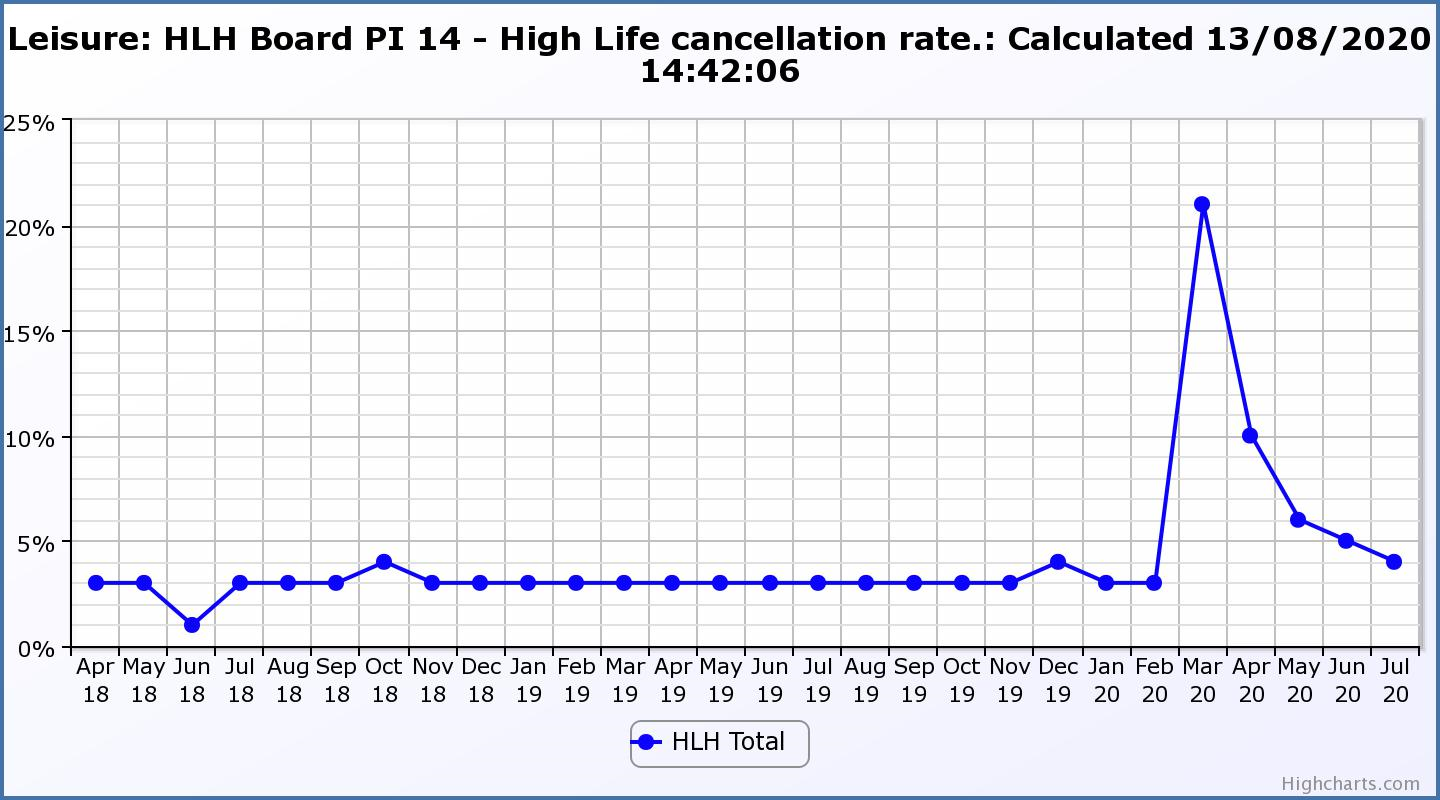 Leisure: HLH Board PI 14 - High Life cancellation rate.: Calculated 13/08/2020
14:42:06
25%
20%
15%
10%
5%
0%
Apr May Jun Jul Aug Sep Oct Nov Dec Jan Feb Mar Apr May Jun Jul Aug Sep Oct Nov Dec Jan Feb Mar Apr May Jun Jul
18 18 18 18 18 18 18 18 18 19 19 19 19 19 19 19 19 19 19 19 19 20 20 20 20 20 20 20
HLH Total
Highcharts.com